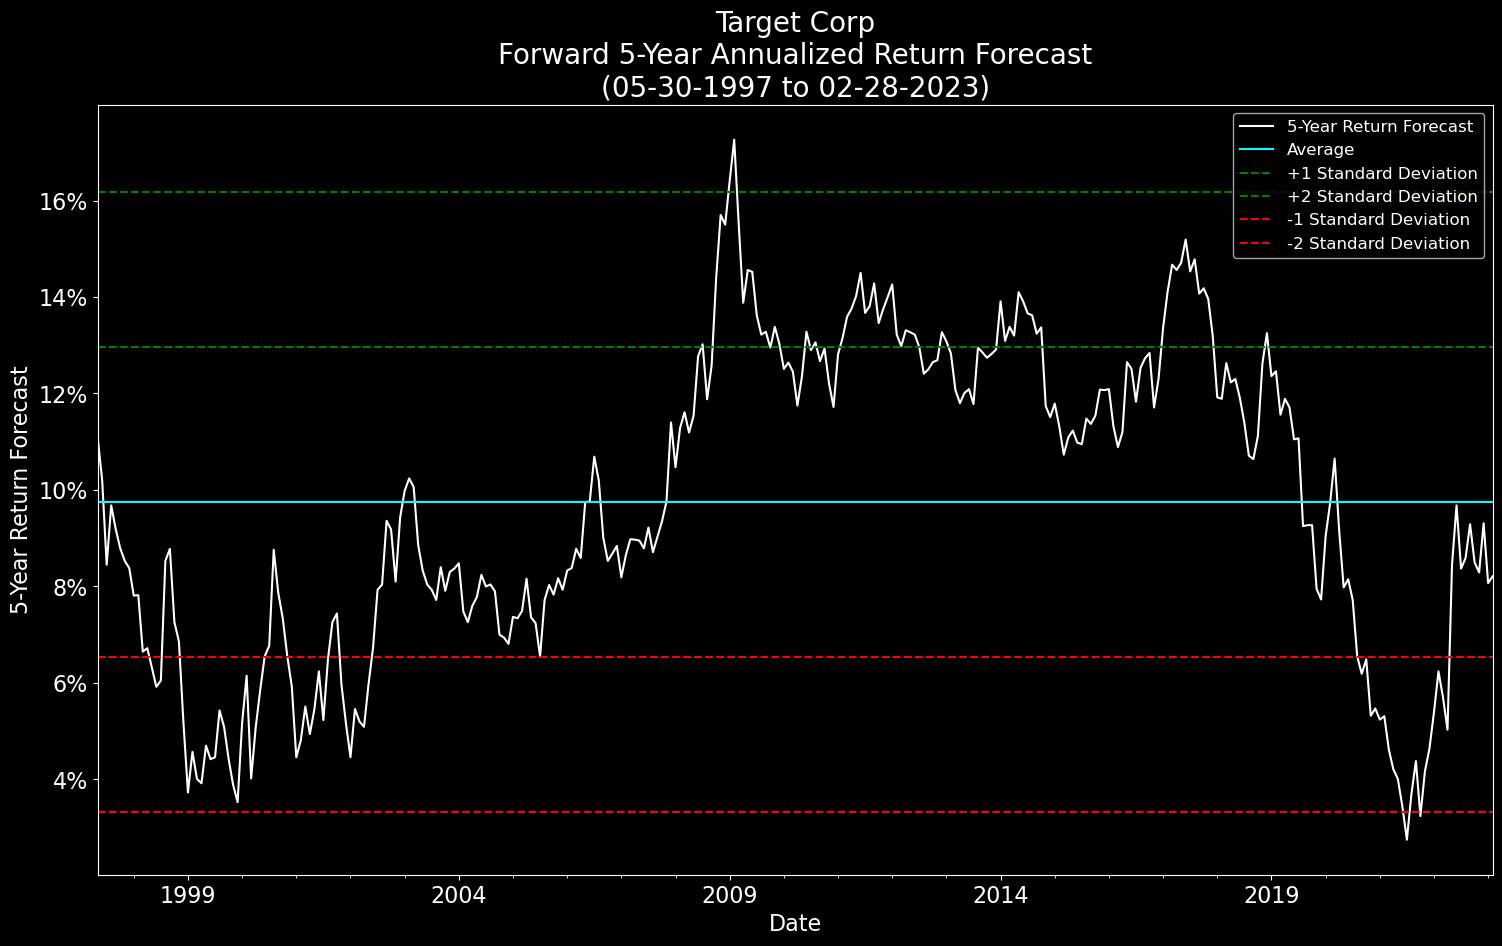 Target Corp
Forward 5-Year Annualized Return Forecast
(05-30-1997 to 02-28-2023)
5-Year Return Forecast
Average
+1 Standard Deviation
+2 Standard Deviation
-1 Standard Deviation
-2 Standard Deviation
5-Year Return Forecast
16%
14%
12%
10%
8%
6%
4%
1999
2004
2009
2014
2019
Date